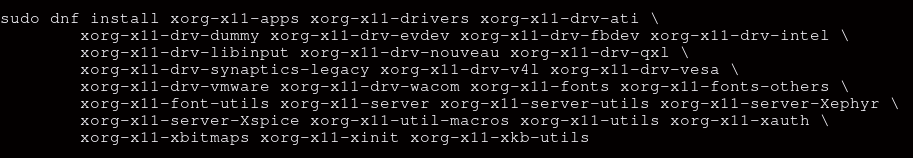 sudo dnf install xorg-x11-apps xorg-x11-drivers xorg-x11-drv-ati \
xorg-x11-drv-dummy xorg-x11-drv-evdev xorg-x11-drv-fbdev xorg-x11-drv-intel \
xorg-x11-drv-libinput xorg-x11-drv-nouveau xorg-x11-drv-qxl \
xorg-x11-drv-synaptics-legacy xorg-x11-drv-v4l xorg-x11-drv-vesa \
xorg-x11-drv-vmware xorg-x11-drv-wacom xorg-x11-fonts xorg-x11-fonts-others \
xorg-x11-font-utils xorg-x11-server xorg-x11-server-utils xorg-x11-server-Xephyr \
xorg-x11-server-Xspice xorg-x11-util-macros xorg-x11-utils xorg-x11-xauth \
xorg-x11-xbitmaps xorg-x11-xinit xorg-x11-xkb-utils